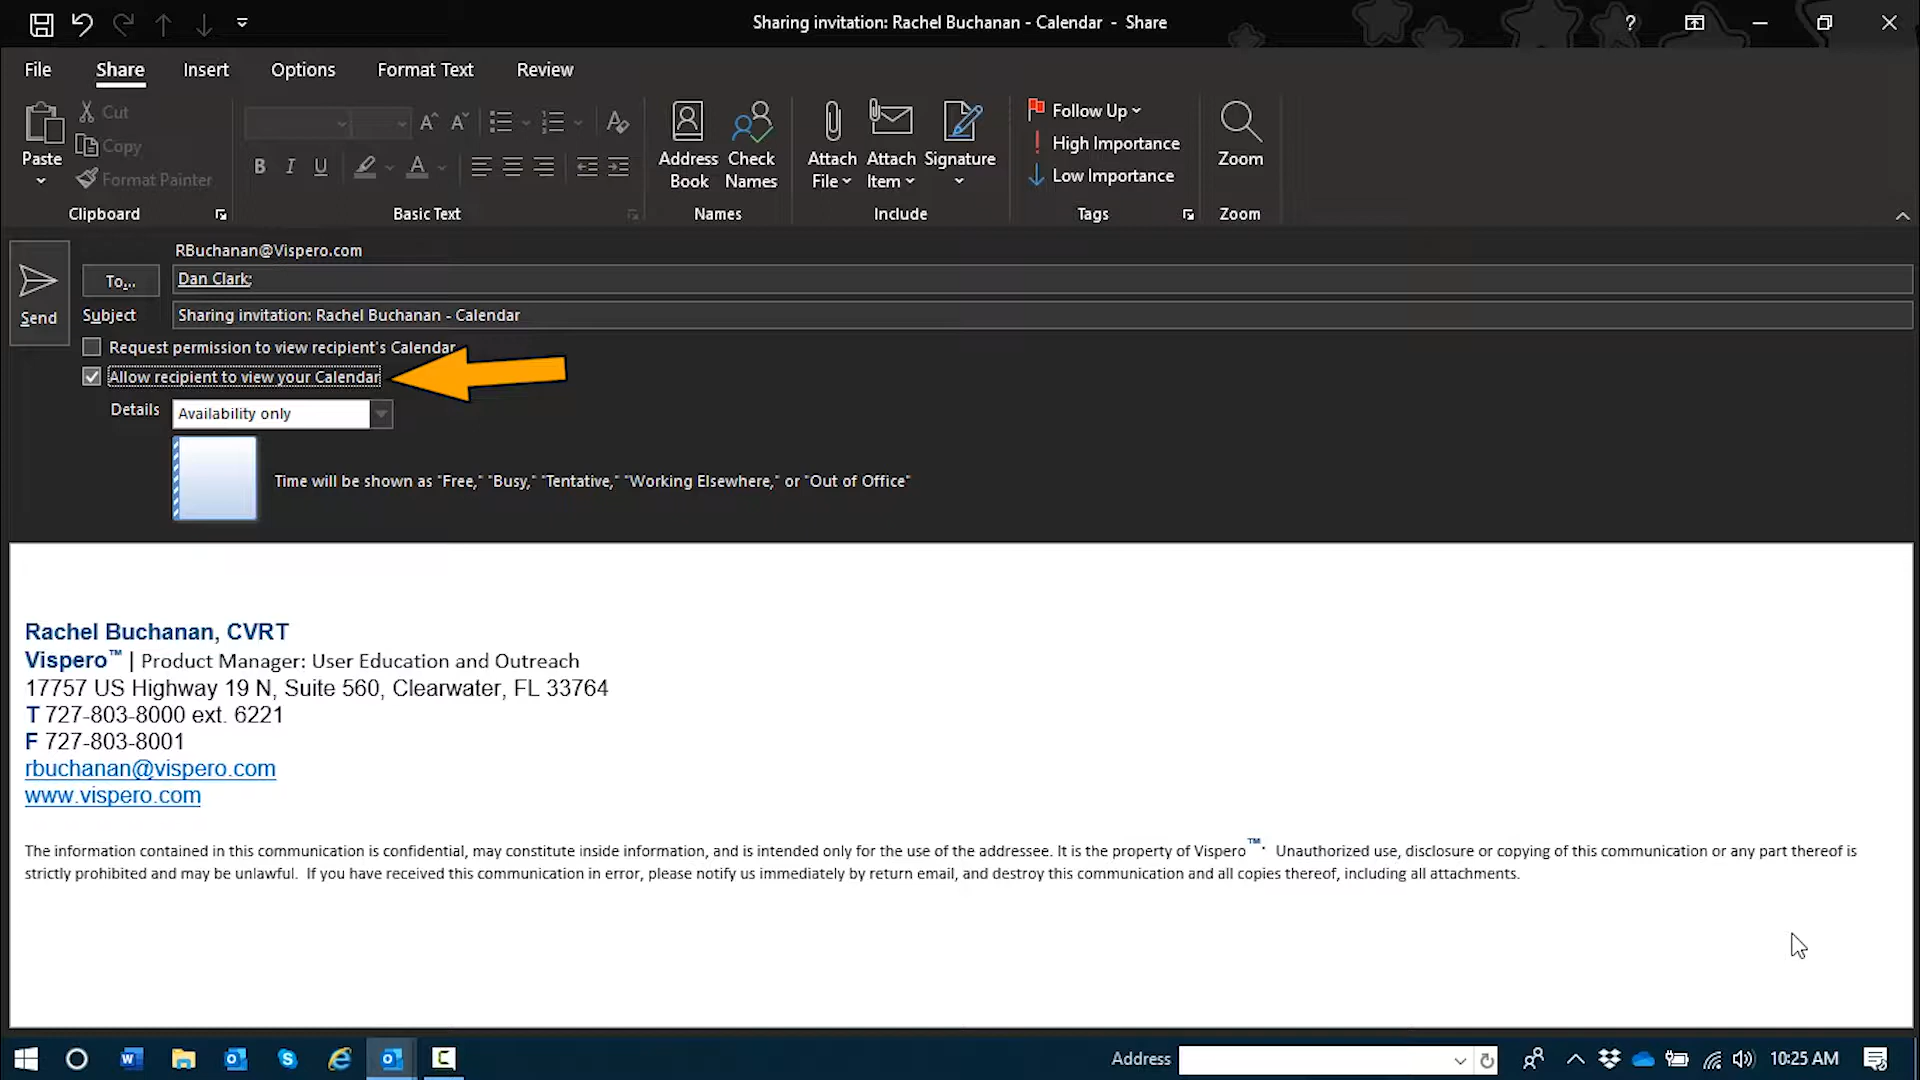 Sharing invitation: Rachel Buchanan - Calendar - Share
?
File Share Insert Options Format Text Review
Paste
Cut
Copy
Format Painter
Clipboard
B I U
Basic Text
Address Book
Check Names
Names
Attach File
Attach Item
Signature
Include
Follow Up
High Importance
Low Importance
Tags
Zoom
Zoom
Send
RBuchanan@Vispero.com
To... Dan Clark;
Subject Sharing invitation: Rachel Buchanan - Calendar
Request permission to view recipient's Calendar
Allow recipient to view your Calendar
Details Availability only
Time will be shown as "Free," "Busy," "Tentative," "Working Elsewhere," or "Out of Office"
Rachel Buchanan, CVRT
Vispero™ | Product Manager: User Education and Outreach
17757 US Highway 19 N, Suite 560, Clearwater, FL 33764
T 727-803-8000 ext. 6221
F 727-803-8001
rbuchanan@vispero.com
www.vispero.com
The information contained in this communication is confidential, may constitute inside information, and is intended only for the use of the addressee. It is the property of Vispero™. Unauthorized use, disclosure or copying of this communication or any part thereof is
strictly prohibited and may be unlawful. If you have received this communication in error, please notify us immediately by return email, and destroy this communication and all copies thereof, including all attachments.
Address
10:25 AM